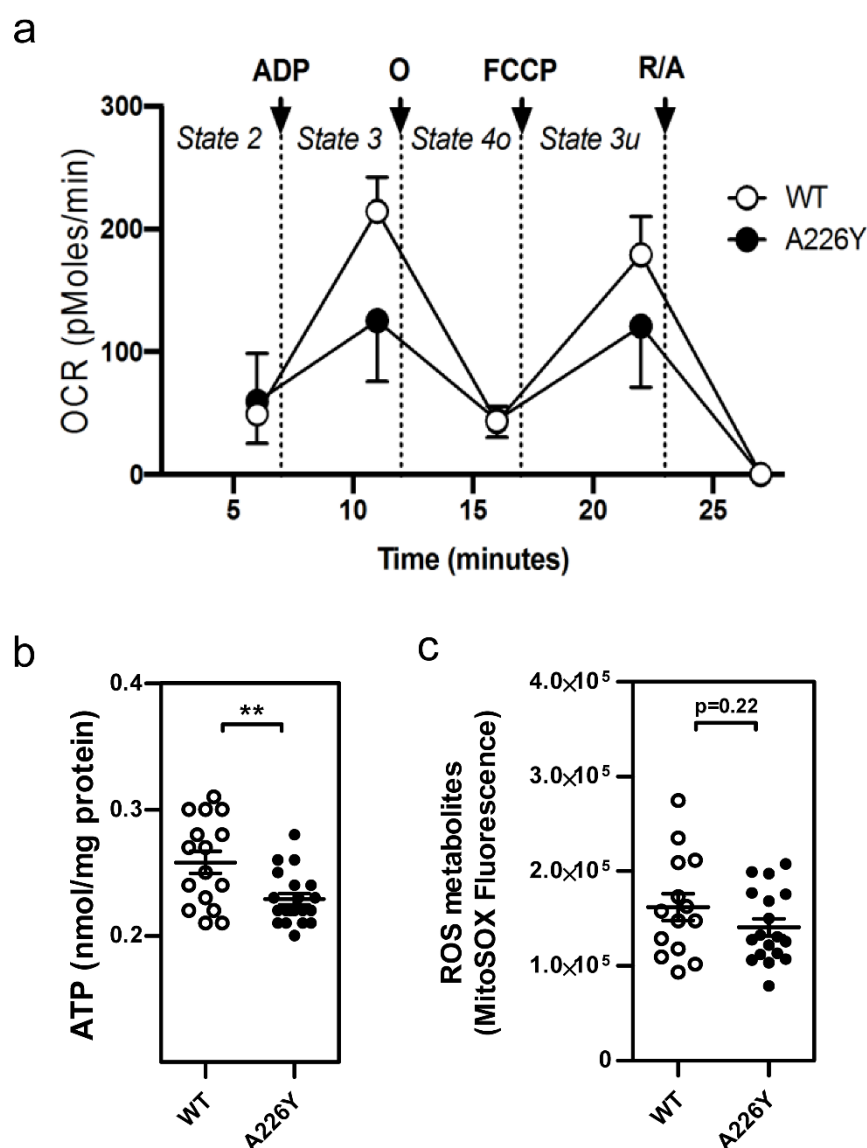 a
ADP O FCCP R/A
300
State 2 State 3 State 4o State 3u
WT
200
A226Y
100
0
OCR (pMoles/min)
5 10 15 20 25
Time (minutes)
b
0.4
**
0.3
0.2
ATP (nmol/mg protein)
WT A226Y
c
4.0×10⁵
p=0.22
3.0×10⁵
2.0×10⁵
1.0×10⁵
0
ROS metabolites
(MitoSOX Fluorescence)
WT A226Y